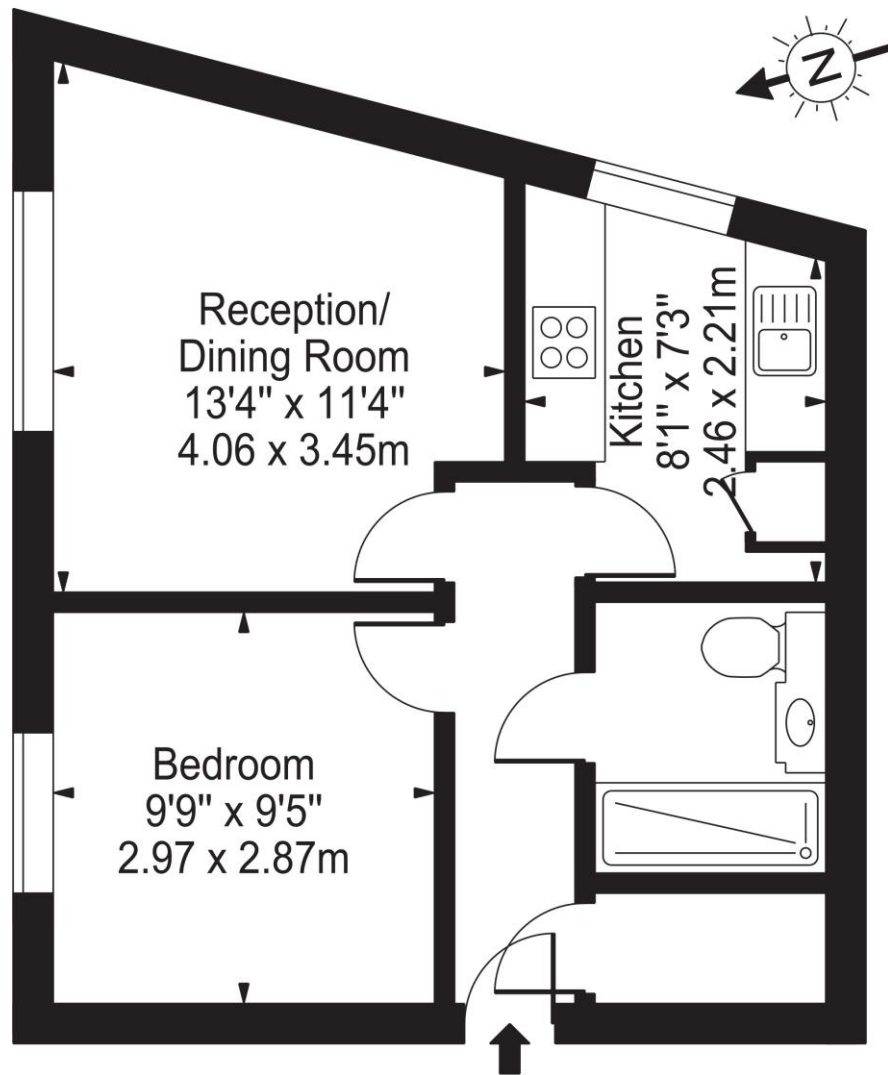 N
Reception/
Dining Room
13'4" x 11'4"
4.06 x 3.45m
Kitchen
8'1" x 7'3"
2.46 x 2.21m
Bedroom
9'9" x 9'5"
2.97 x 2.87m